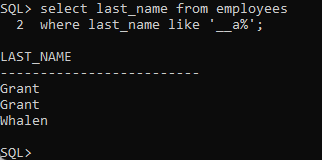 SQL> select last_name from employees
  2  where last_name like '__a%';
LAST_NAME
-------------------------
Grant
Grant
Whalen
SQL>